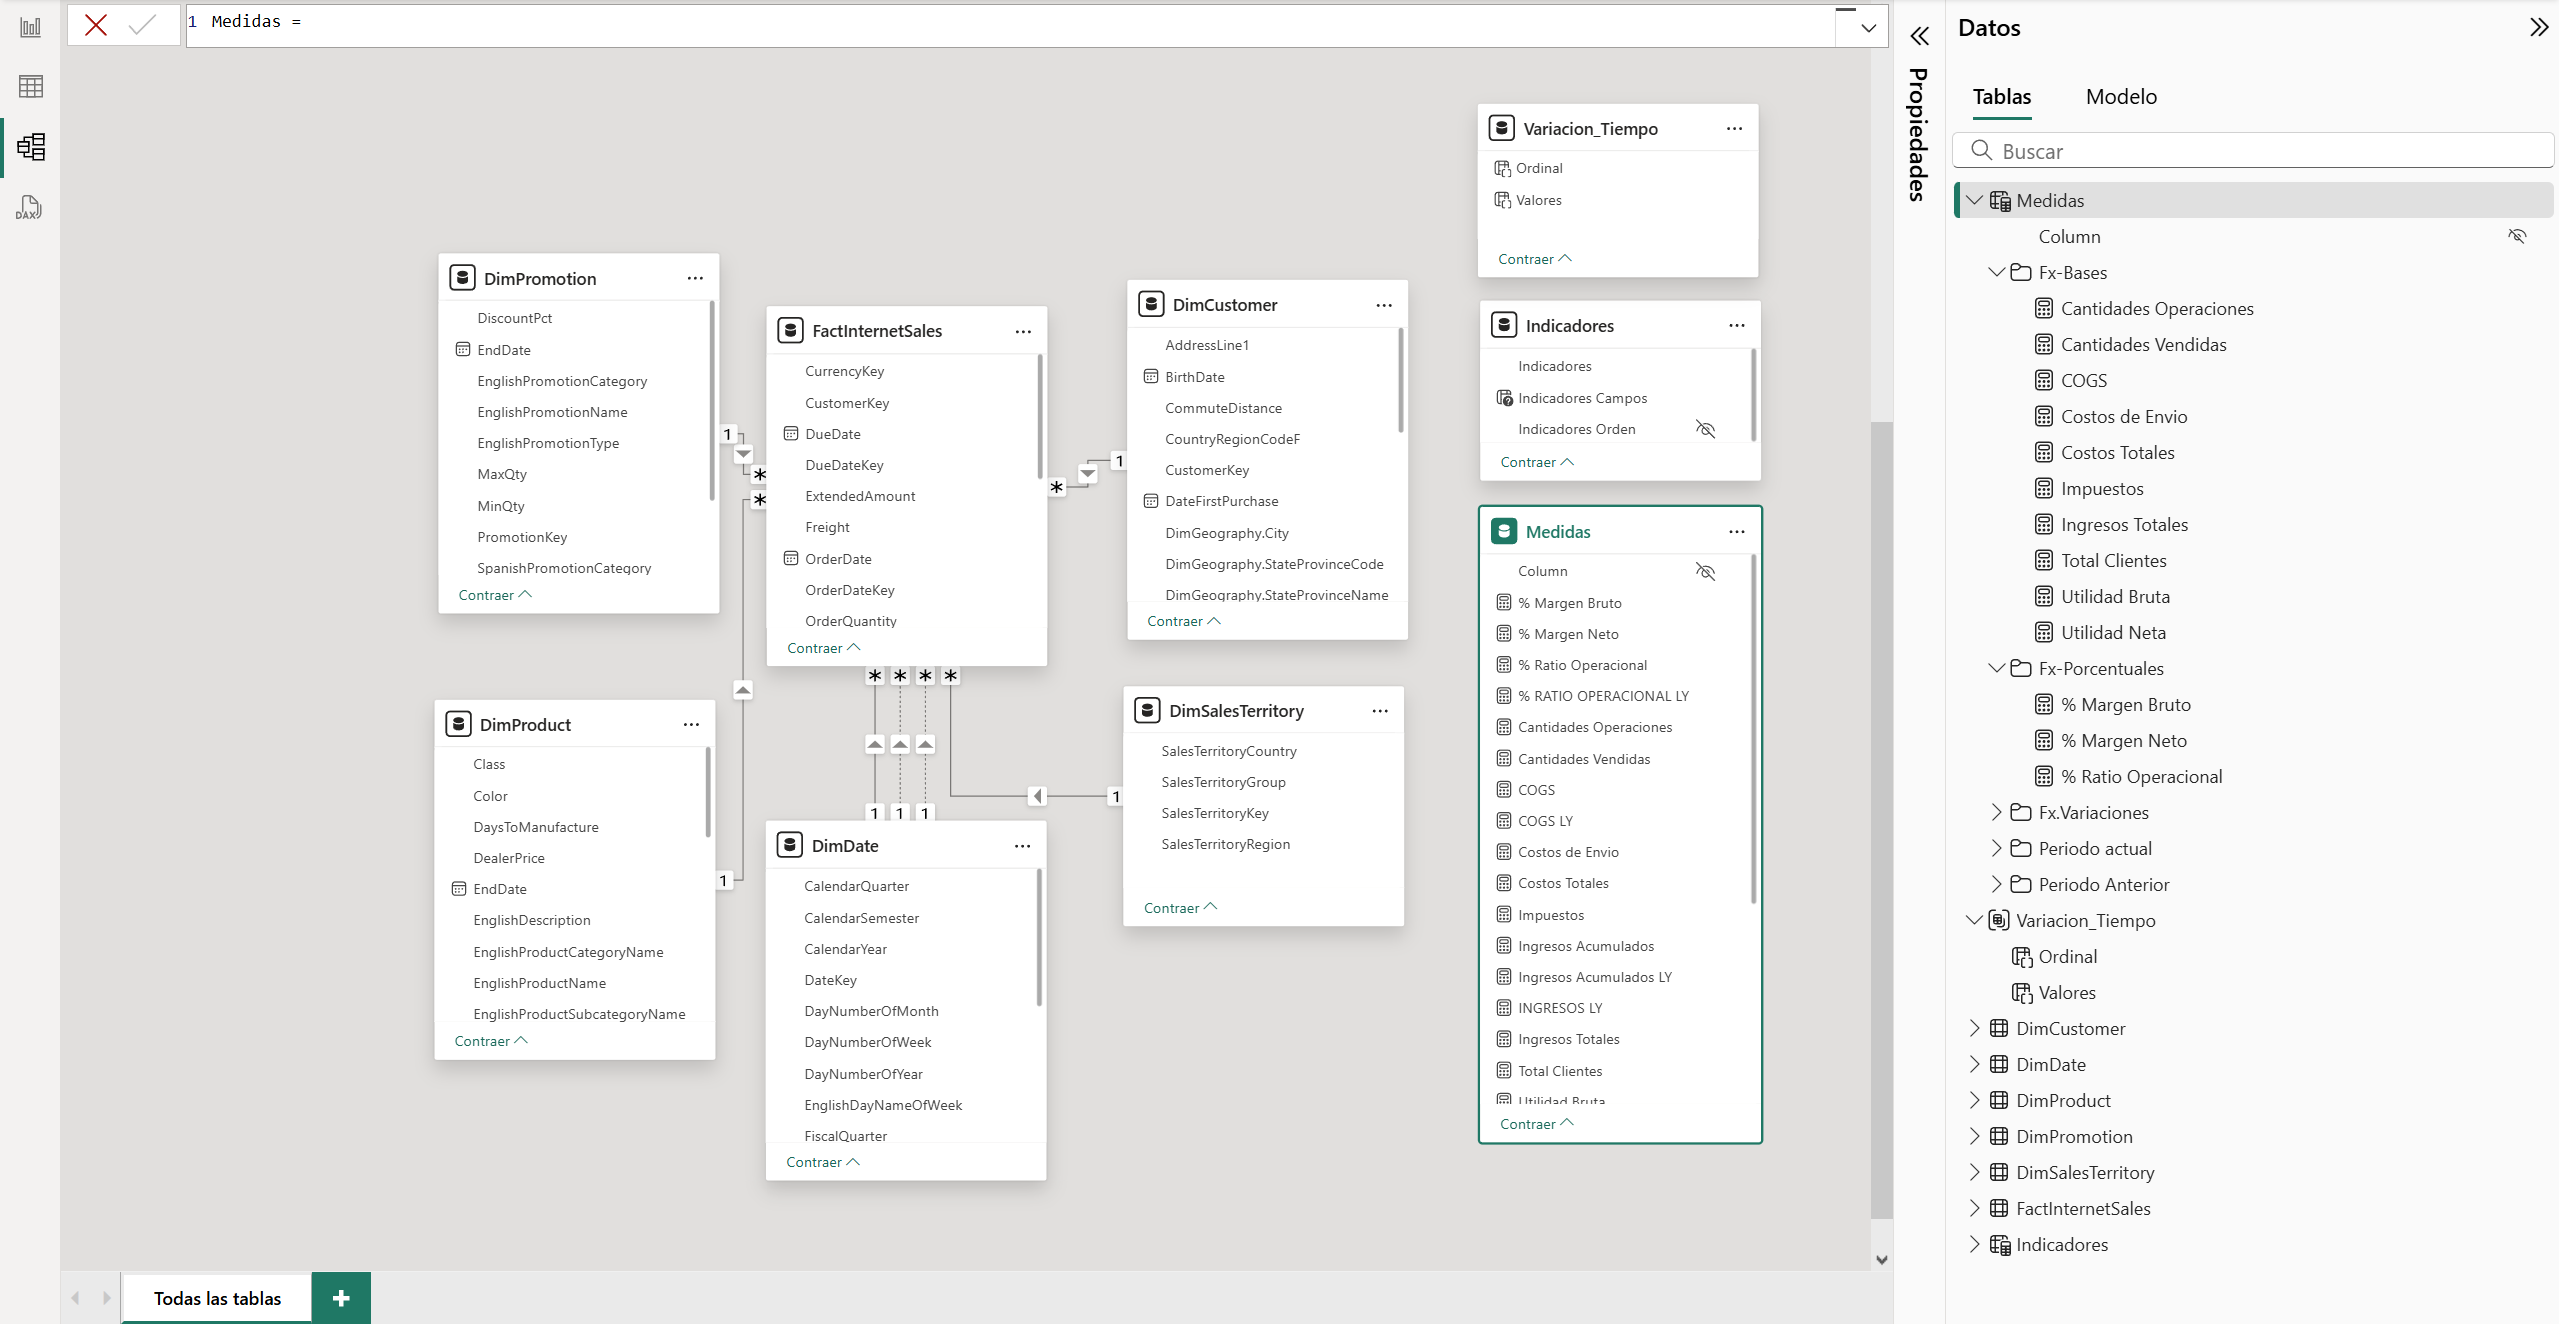 1 Medidas =
DAX
Variacion_Tiempo
Ordinal
Valores
Contraer
DimPromotion
DiscountPct
EndDate
EnglishPromotionCategory
EnglishPromotionName
EnglishPromotionType
MaxQty
MinQty
PromotionKey
SpanishPromotionCategory
Contraer
FactInternetSales
CurrencyKey
CustomerKey
DueDate
DueDateKey
ExtendedAmount
Freight
OrderDate
OrderDateKey
OrderQuantity
Contraer
DimCustomer
AddressLine1
BirthDate
CommuteDistance
CountryRegionCodeF
CustomerKey
DateFirstPurchase
DimGeography.City
DimGeography.StateProvinceCode
DimGeography.StateProvinceName
Contraer
Indicadores
Indicadores
Indicadores Campos
Indicadores Orden
Contraer
1
*
*
*
1
Medidas
Column
% Margen Bruto
% Margen Neto
% Ratio Operacional
% RATIO OPERACIONAL LY
Cantidades Operaciones
Cantidades Vendidas
COGS
COGS LY
Costos de Envio
Costos Totales
Impuestos
Ingresos Acumulados
Ingresos Acumulados LY
INGRESOS LY
Ingresos Totales
Total Clientes
Utilidad Bruta
Contraer
DimProduct
Class
Color
DaysToManufacture
DealerPrice
EndDate
EnglishDescription
EnglishProductCategoryName
EnglishProductName
EnglishProductSubcategoryName
Contraer
1
* * * *
1 1 1
1
DimSalesTerritory
SalesTerritoryCountry
SalesTerritoryGroup
SalesTerritoryKey
SalesTerritoryRegion
Contraer
DimDate
CalendarQuarter
CalendarSemester
CalendarYear
DateKey
DayNumberOfMonth
DayNumberOfWeek
DayNumberOfYear
EnglishDayNameOfWeek
FiscalQuarter
Contraer
Todas las tablas
+
Propiedades
Datos
Tablas Modelo
Buscar
Medidas
Column
Fx-Bases
Cantidades Operaciones
Cantidades Vendidas
COGS
Costos de Envio
Costos Totales
Impuestos
Ingresos Totales
Total Clientes
Utilidad Bruta
Utilidad Neta
Fx-Porcentuales
% Margen Bruto
% Margen Neto
% Ratio Operacional
Fx.Variaciones
Periodo actual
Periodo Anterior
Variacion_Tiempo
Ordinal
Valores
DimCustomer
DimDate
DimProduct
DimPromotion
DimSalesTerritory
FactInternetSales
Indicadores